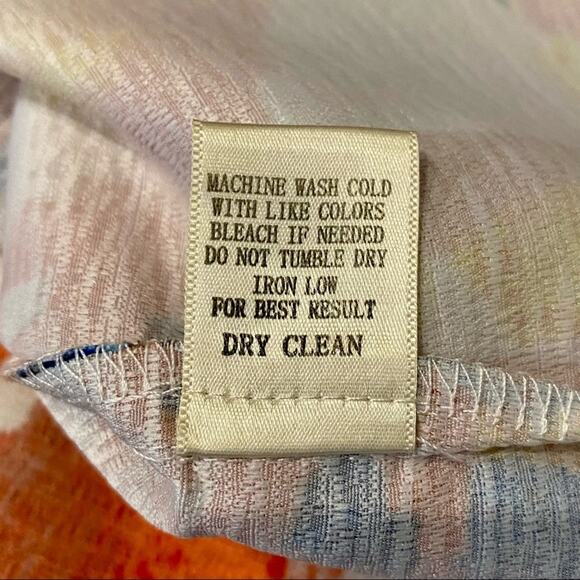 MACHINE WASH COLD
WITH LIKE COLORS
BLEACH IF NEEDED
DO NOT TUMBLE DRY
IRON LOW
FOR BEST RESULT
DRY CLEAN